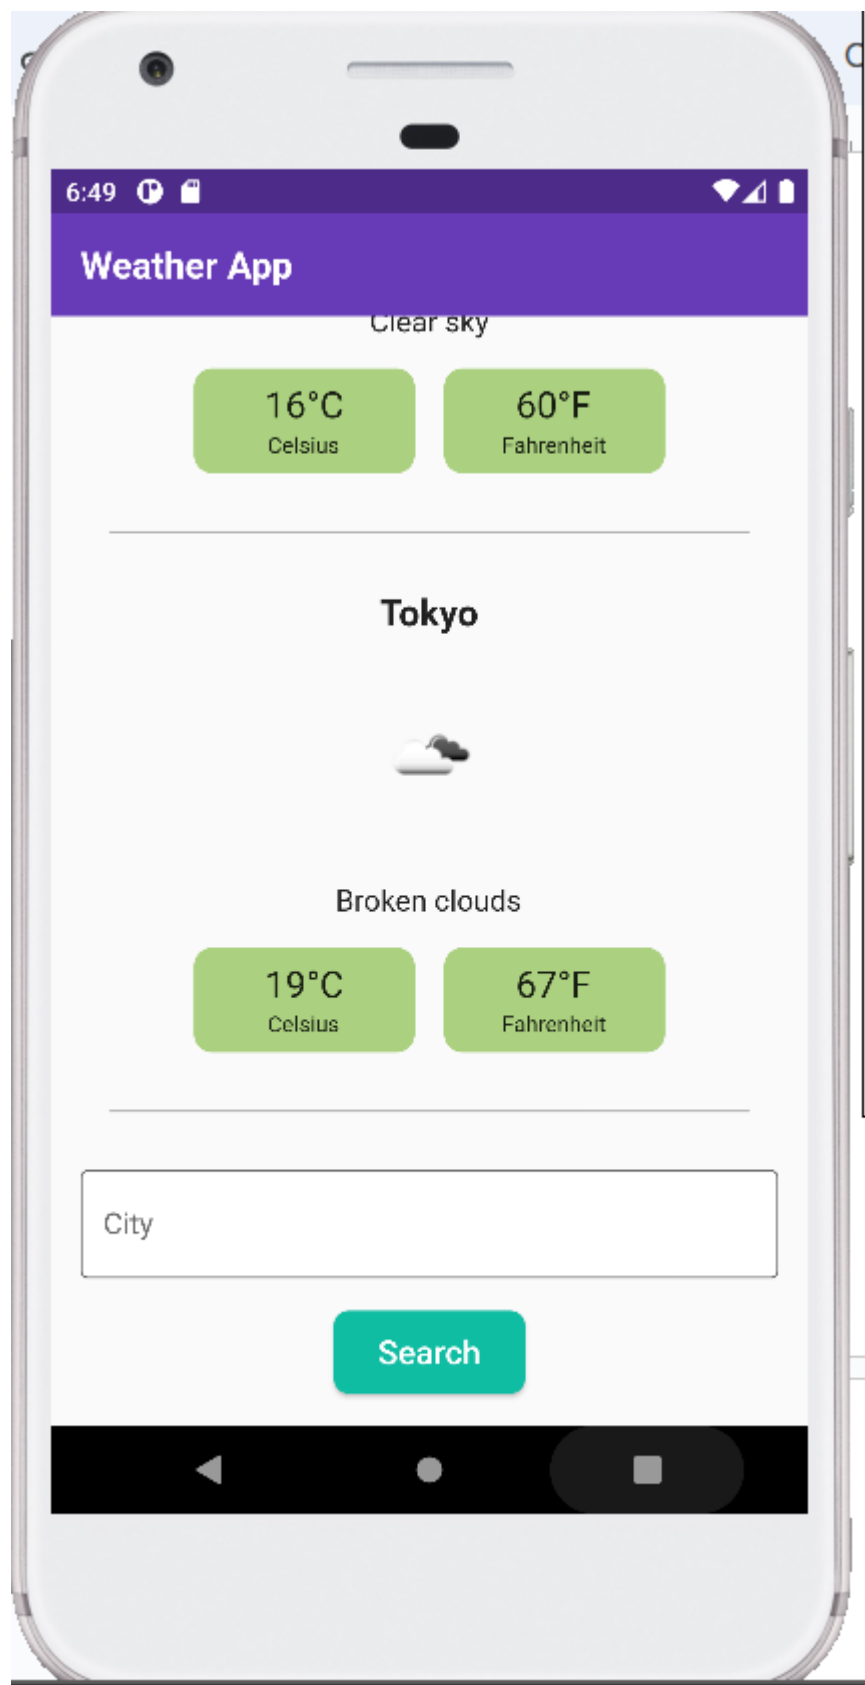 6:49
Weather App
Clear sky
16°C 60°F
Celsius Fahrenheit
Tokyo
Broken clouds
19°C 67°F
Celsius Fahrenheit
City
Search